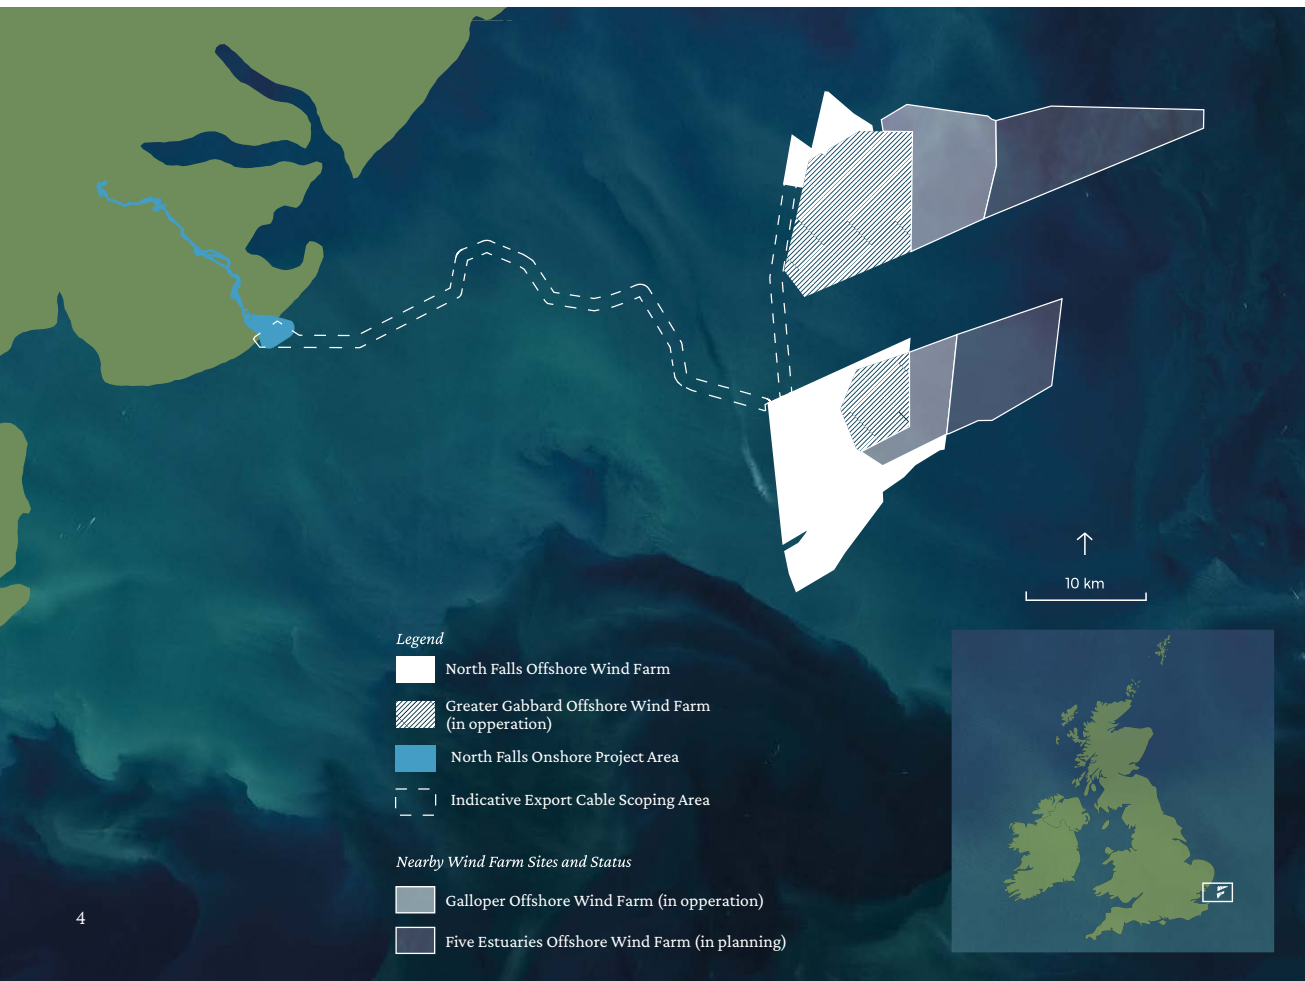 10 km
Legend
North Falls Offshore Wind Farm
Greater Gabbard Offshore Wind Farm
(in opperation)
North Falls Onshore Project Area
Indicative Export Cable Scoping Area
Nearby Wind Farm Sites and Status
Galloper Offshore Wind Farm (in opperation)
Five Estuaries Offshore Wind Farm (in planning)
4